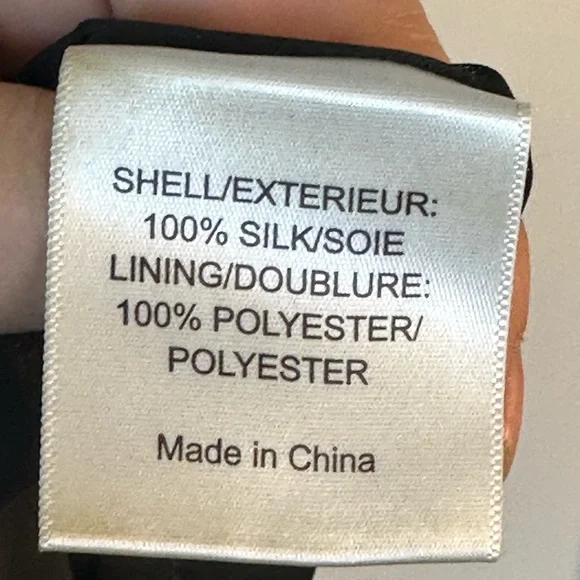 SHELL/EXTERIEUR:
100% SILK/SOIE
LINING/DOUBLURE:
100% POLYESTER/
POLYESTER
Made in China